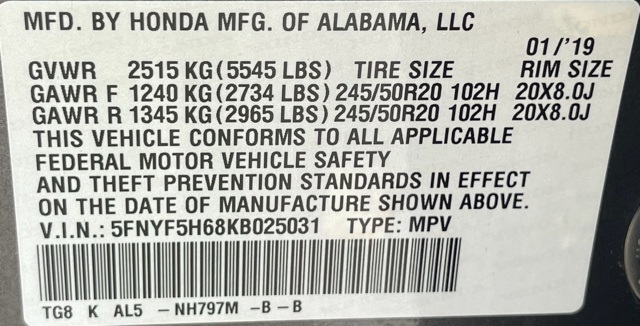 MFD. BY HONDA MFG. OF ALABAMA, LLC
01/'19
GVWR 2515 KG (5545 LBS) TIRE SIZE RIM SIZE
GAWR F 1240 KG (2734 LBS) 245/50R20 102H 20X8.0J
GAWR R 1345 KG (2965 LBS) 245/50R20 102H 20X8.0J
THIS VEHICLE CONFORMS TO ALL APPLICABLE
FEDERAL MOTOR VEHICLE SAFETY
AND THEFT PREVENTION STANDARDS IN EFFECT
ON THE DATE OF MANUFACTURE SHOWN ABOVE.
V.I.N.: 5FNYF5H68KB025031 TYPE: MPV
TG8 K AL5 - NH797M -B - B